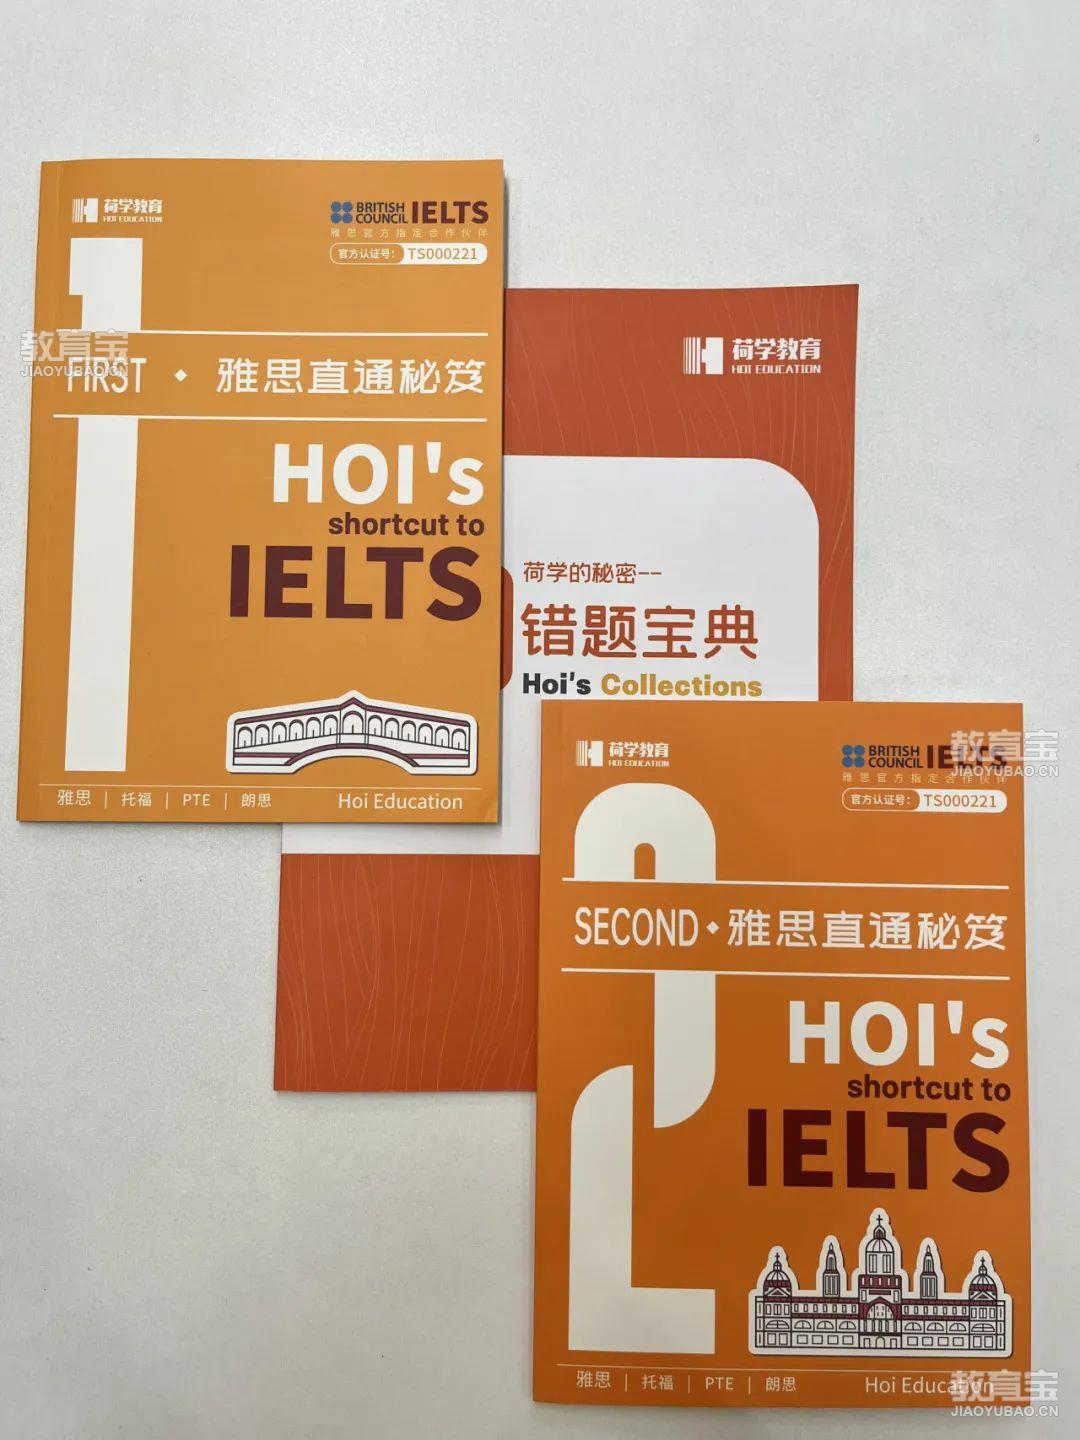 荷学教育
HOI EDUCATION
BRITISH COUNCIL IELTS
雅思官方指定合作伙伴
官方认证号: TS000221
教育宝
JIAOYUBAO.CN
FIRST 雅思直通秘笈
HOI's
shortcut to
IELTS
雅思 | 托福 | PTE | 朗思 Hoi Education
荷学教育
HOI EDUCATION
荷学的秘密--
错题宝典
Hoi's Collections
荷学教育
HOI EDUCATION
BRITISH COUNCIL IELTS
教育宝
JIAOYUBAO.CN
雅思官方指定合作伙伴
官方认证号: TS000221
SECOND 雅思直通秘笈
HOI's
shortcut to
IELTS
雅思 | 托福 | PTE | 朗思 Hoi Education
教育宝
JIAOYUBAO.CN